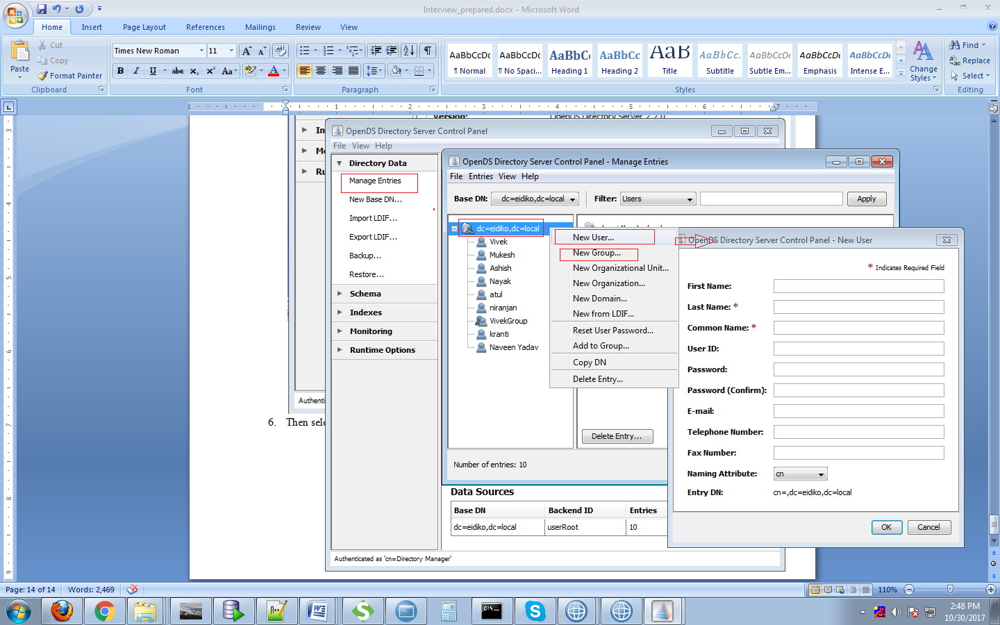 Interview_prepared.docx - Microsoft Word
Home Insert Page Layout References Mailings Review View
Paste
Cut
Copy
Format Painter
Clipboard
Times New Roman 11
Font
Paragraph
AaBbCcDc AaBbCcDc AaBbCc AaBbCc AaB AaBbCc. AaBbCcDc AaBbCcDc AaBbCcDc
¶ Normal ¶ No Spaci... Heading 1 Heading 2 Title Subtitle Subtle Em... Emphasis Intense E...
Change Styles
Styles
Find
Replace
Select
Editing
OpenDS Directory Server Control Panel
File View Help
Directory Data
Manage Entries
New Base DN...
Import LDIF...
Export LDIF...
Backup...
Restore...
Schema
Indexes
Monitoring
Runtime Options
OpenDS Directory Server Control Panel - Manage Entries
File Entries View Help
Base DN: dc=eidiko,dc=local Filter: Users Apply
dc=eidiko,dc=local
Vivek
Mukesh
Ashish
Nayak
atul
niranjan
VivekGroup
kranti
Naveen Yadav
New User...
New Group...
New Organizational Unit...
New Organization...
New Domain...
New from LDIF...
Reset User Password...
Add to Group...
Copy DN
Delete Entry...
Delete Entry...
Number of entries: 10
OpenDS Directory Server Control Panel - New User
* Indicates Required Field
First Name:
Last Name: *
Common Name: *
User ID:
Password:
Password (Confirm):
E-mail:
Telephone Number:
Fax Number:
Naming Attribute: cn
Entry DN: cn=,dc=eidiko,dc=local
OK Cancel
Data Sources
Base DN Backend ID Entries
dc=eidiko,dc=local userRoot 10
Authenticated as 'cn=Directory Manager'
6. Then sele
Page: 14 of 14 Words: 2,469 110%
2:48 PM
10/30/2017